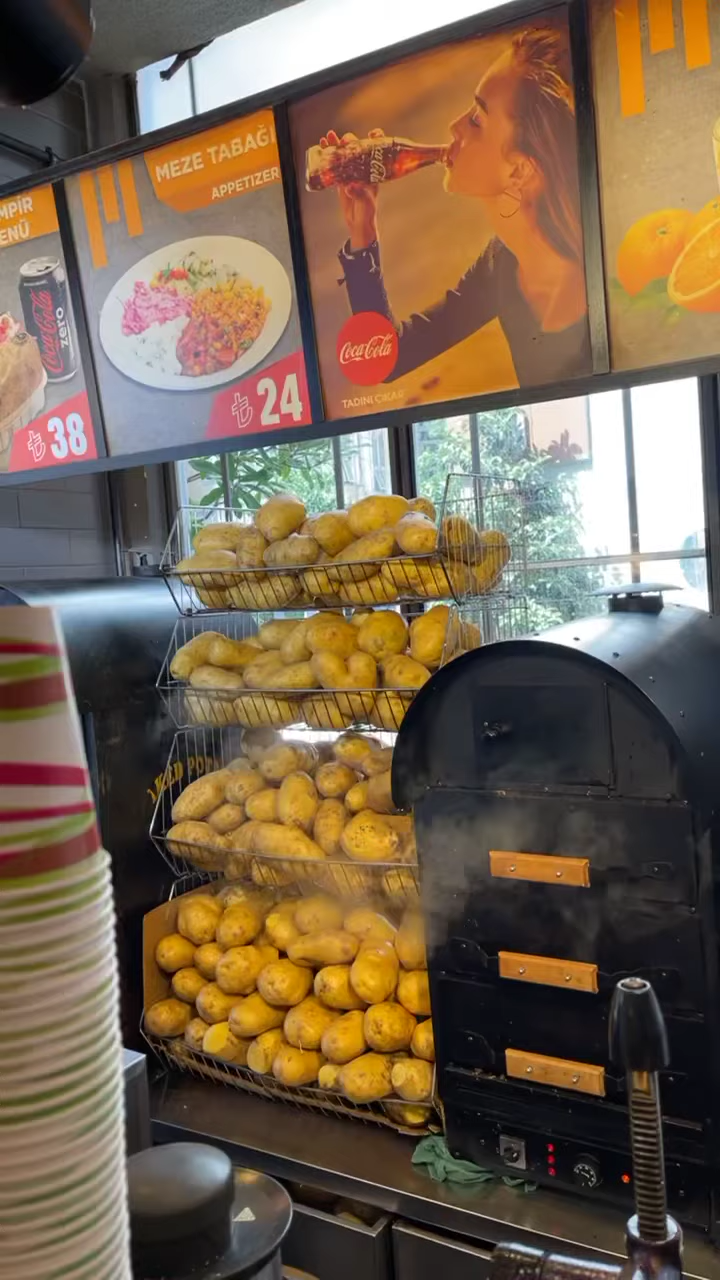 MPİR
ENÜ
Coca-Cola
zero
₺38
MEZE TABAĞI
APPETIZER
₺24
Coca-Cola
Coca-Cola
TADINI ÇIKAR